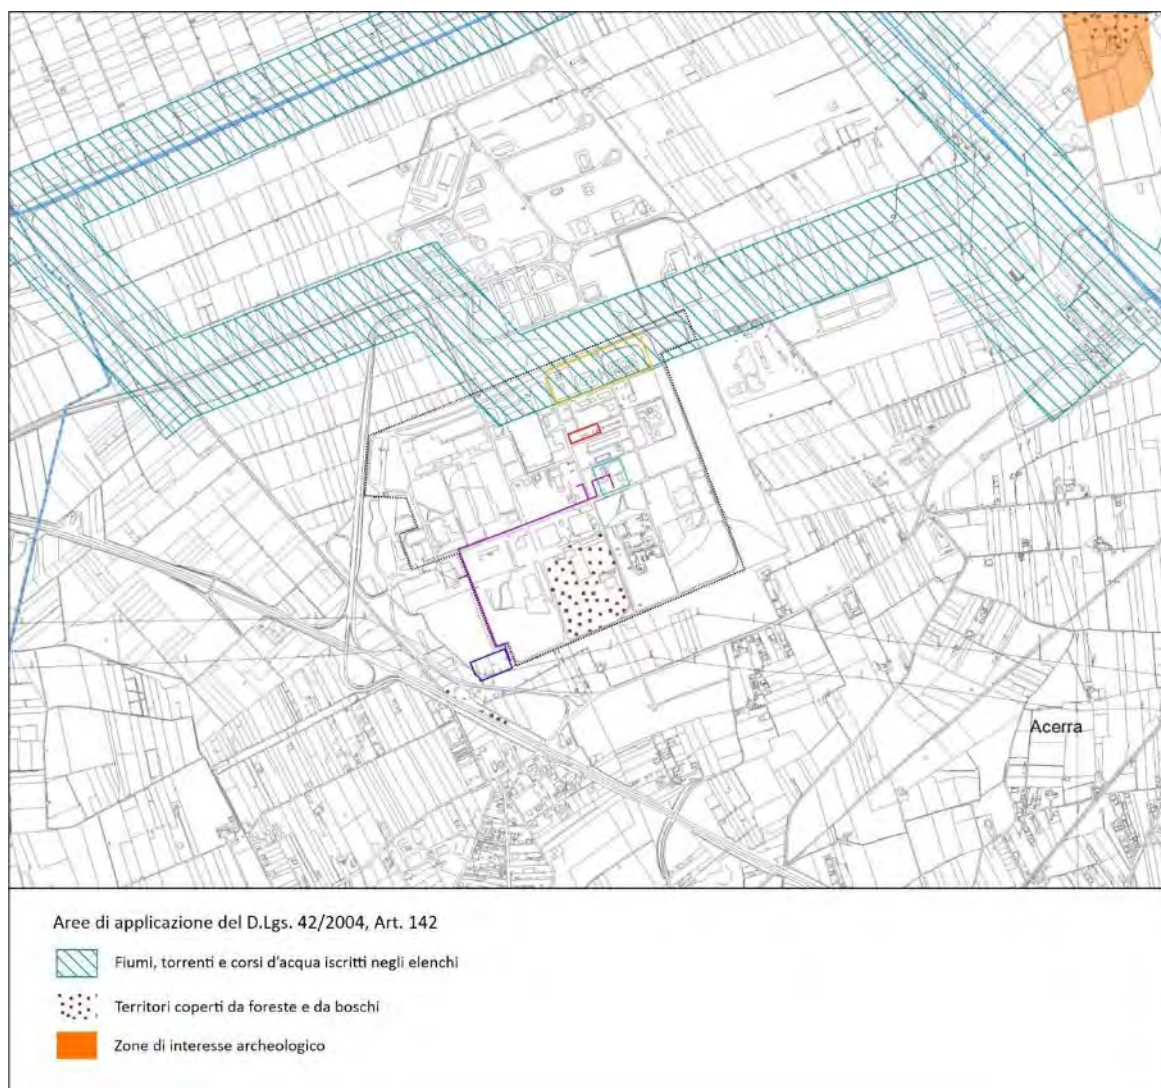 Acerra
Aree di applicazione del D.Lgs. 42/2004, Art. 142
Fiumi, torrenti e corsi d'acqua iscritti negli elenchi
Territori coperti da foreste e da boschi
Zone di interesse archeologico